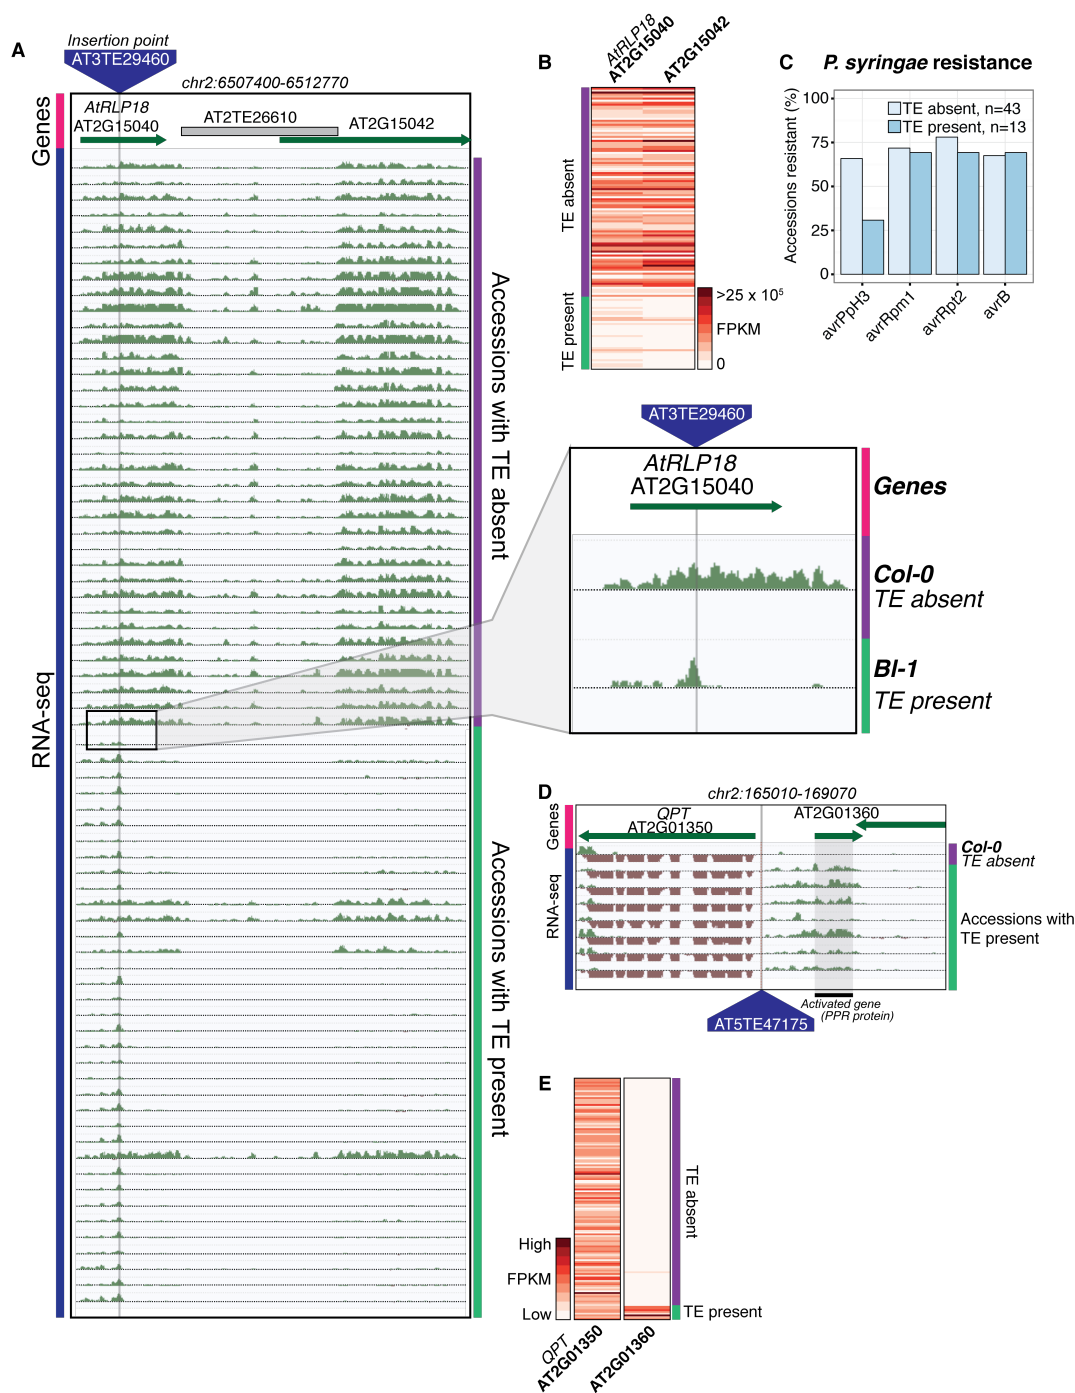 A
Insertion point
AT3TE29460
chr2:6507400-6512770
Genes
AtRLP18
AT2G15040
AT2TE26610
AT2G15042
RNA-seq
Accessions with TE absent
Accessions with TE present
B
AtRLP18
AT2G15040
AT2G15042
TE absent
TE present
>25 x 10⁵
FPKM
0
C
P. syringae resistance
Accessions resistant (%)
100
75
50
25
0
TE absent, n=43
TE present, n=13
avrPpH3
avrRpm1
avrRpt2
avrB
AT3TE29460
AtRLP18
AT2G15040
Genes
Col-0
TE absent
Bl-1
TE present
D
chr2:165010-169070
Genes
QPT
AT2G01350
AT2G01360
RNA-seq
Col-0
TE absent
Accessions with
TE present
AT5TE47175
Activated gene
(PPR protein)
E
TE absent
TE present
High
FPKM
Low
QPT
AT2G01350
AT2G01360